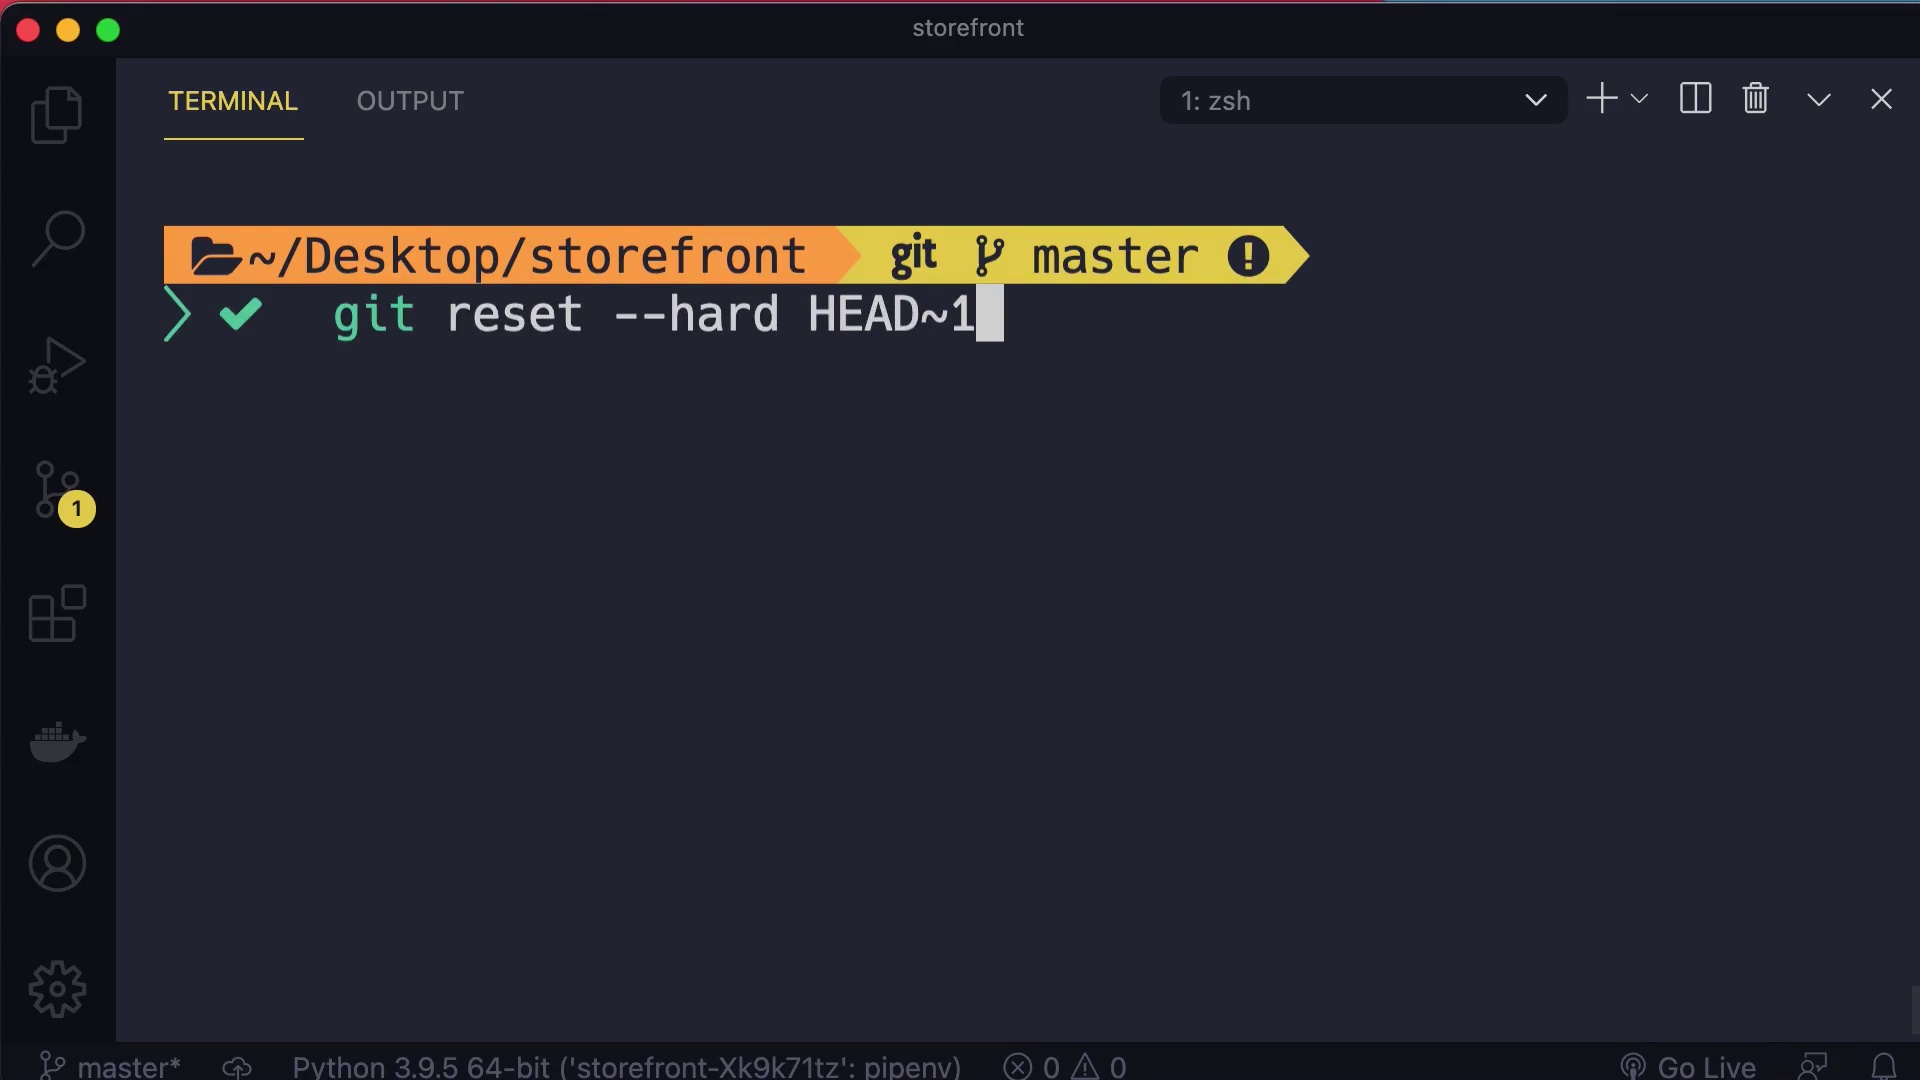 storefront
TERMINAL OUTPUT 1: zsh
~/Desktop/storefront git master
git reset --hard HEAD~1
1
master* Python 3.9.5 64-bit ('storefront-Xk9k71tz': pipenv) 0 0 Go Live